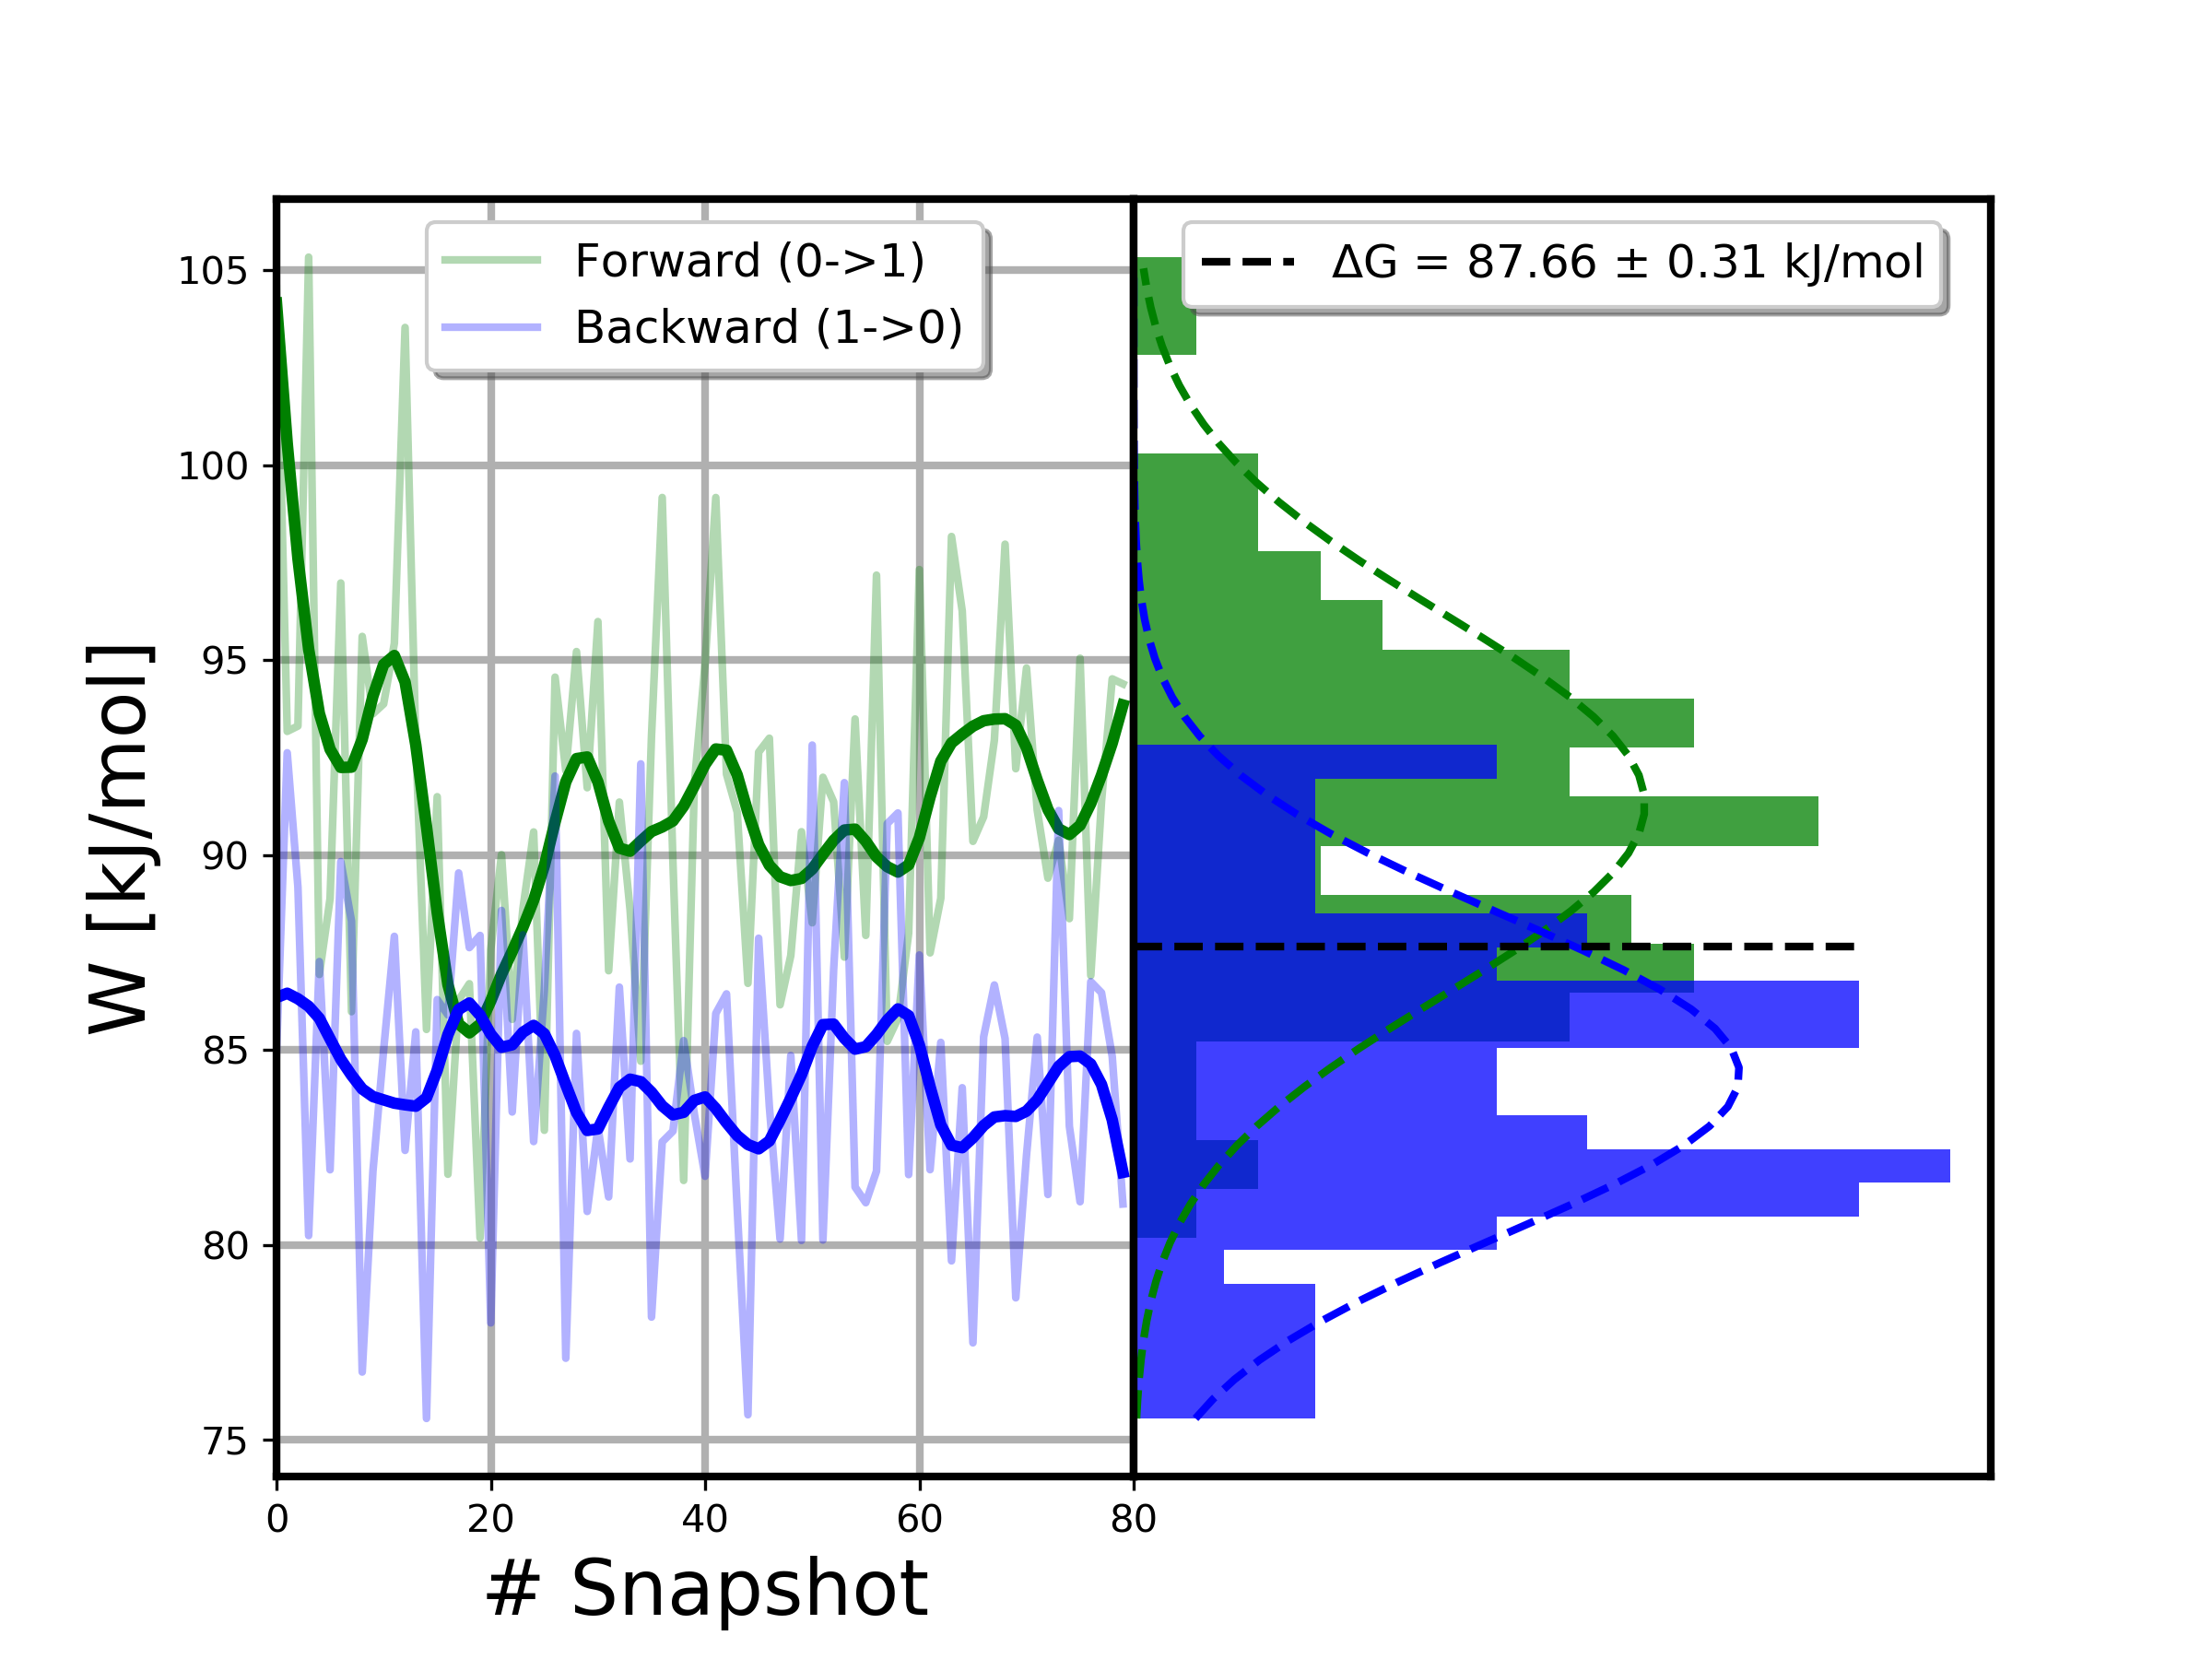 Forward (0->1)
Backward (1->0)
ΔG = 87.66 ± 0.31 kJ/mol
W [kJ/mol]
105
100
95
90
85
80
75
0 20 40 60 80
# Snapshot